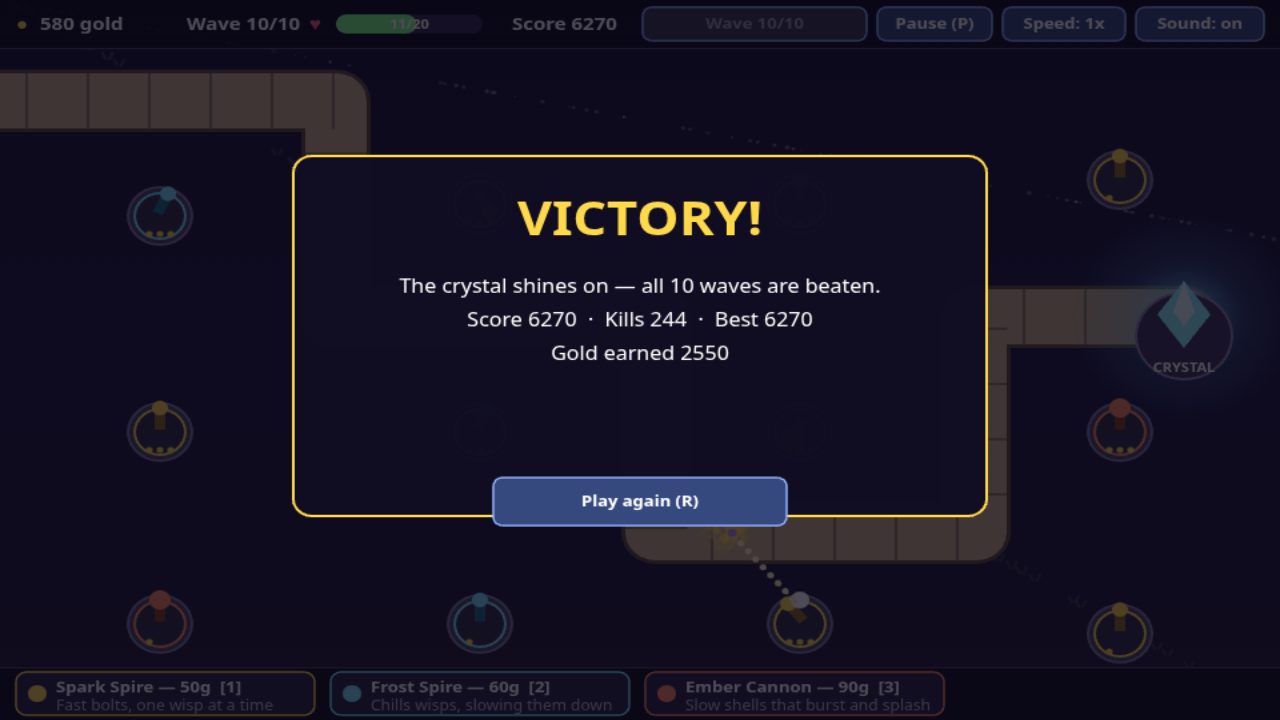 580 gold
Wave 10/10 ♥ 11/20
Score 6270
Wave 10/10
Pause (P)
Speed: 1x
Sound: on
VICTORY!
The crystal shines on — all 10 waves are beaten.
Score 6270 · Kills 244 · Best 6270
Gold earned 2550
CRYSTAL
Play again (R)
Spark Spire — 50g [1]
Fast bolts, one wisp at a time
Frost Spire — 60g [2]
Chills wisps, slowing them down
Ember Cannon — 90g [3]
Slow shells that burst and splash